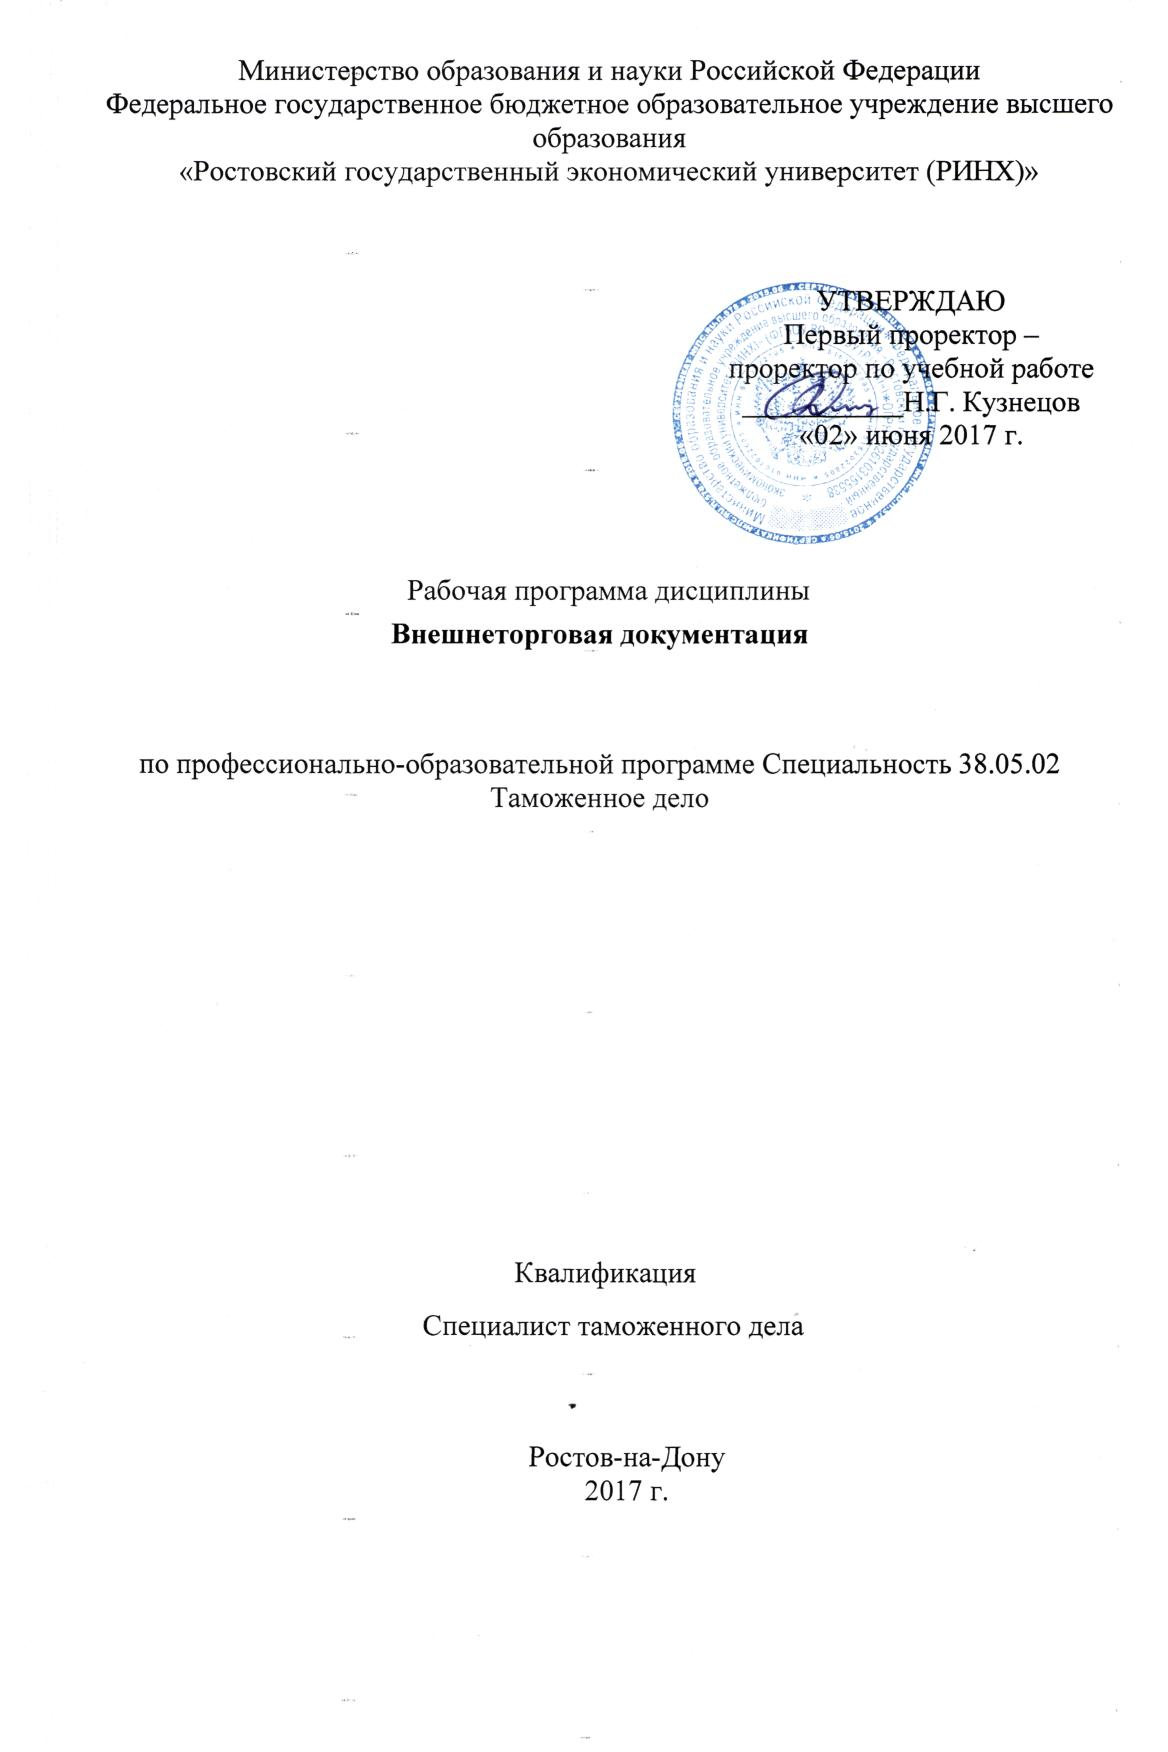 Министерство образования и науки Российской Федерации
Федеральное государственное бюджетное образовательное учреждение высшего
образования
«Ростовский государственный экономический университет (РИНХ)»
УТВЕРЖДАЮ
Первый проректор –
проректор по учебной работе
____________Н.Г. Кузнецов
«02» июня 2017 г.
Рабочая программа дисциплины
Внешнеторговая документация
по профессионально-образовательной программе Специальность 38.05.02
Таможенное дело
Квалификация
Специалист таможенного дела
Ростов-на-Дону
2017 г.